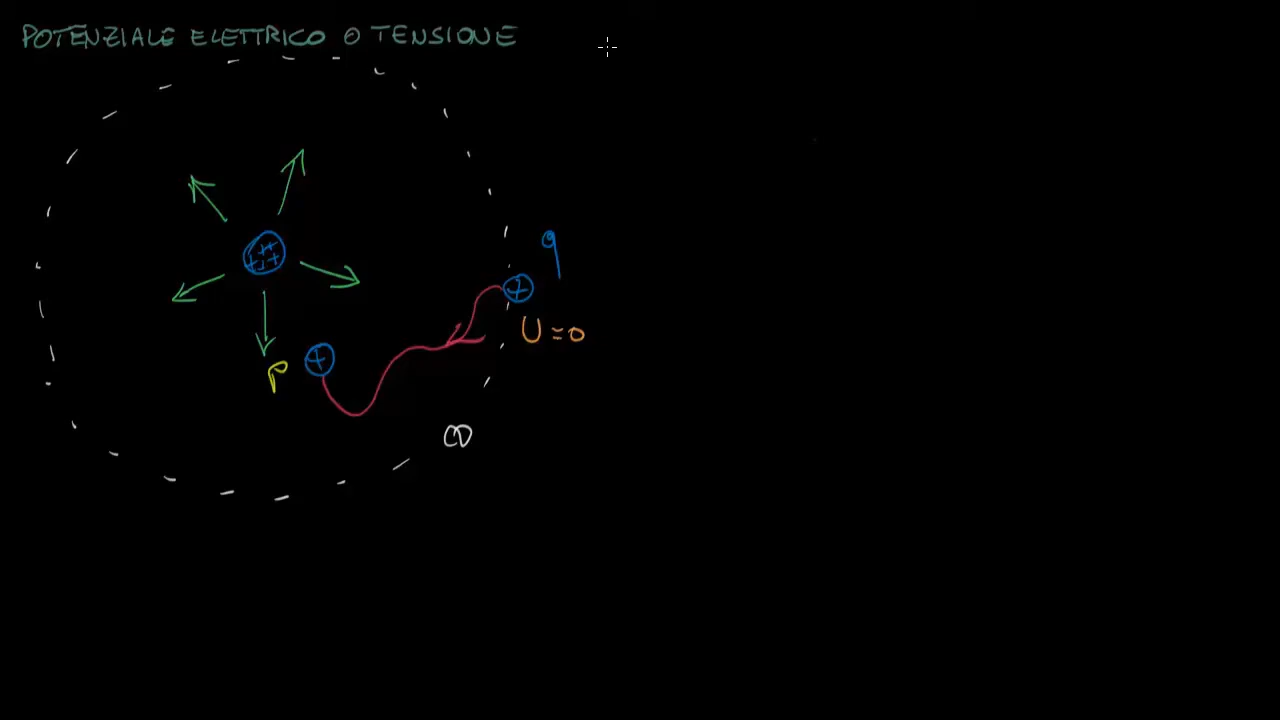 POTENZIALE ELETTRICO O TENSIONE
++
+++
q
+
U=0
+
P
∞